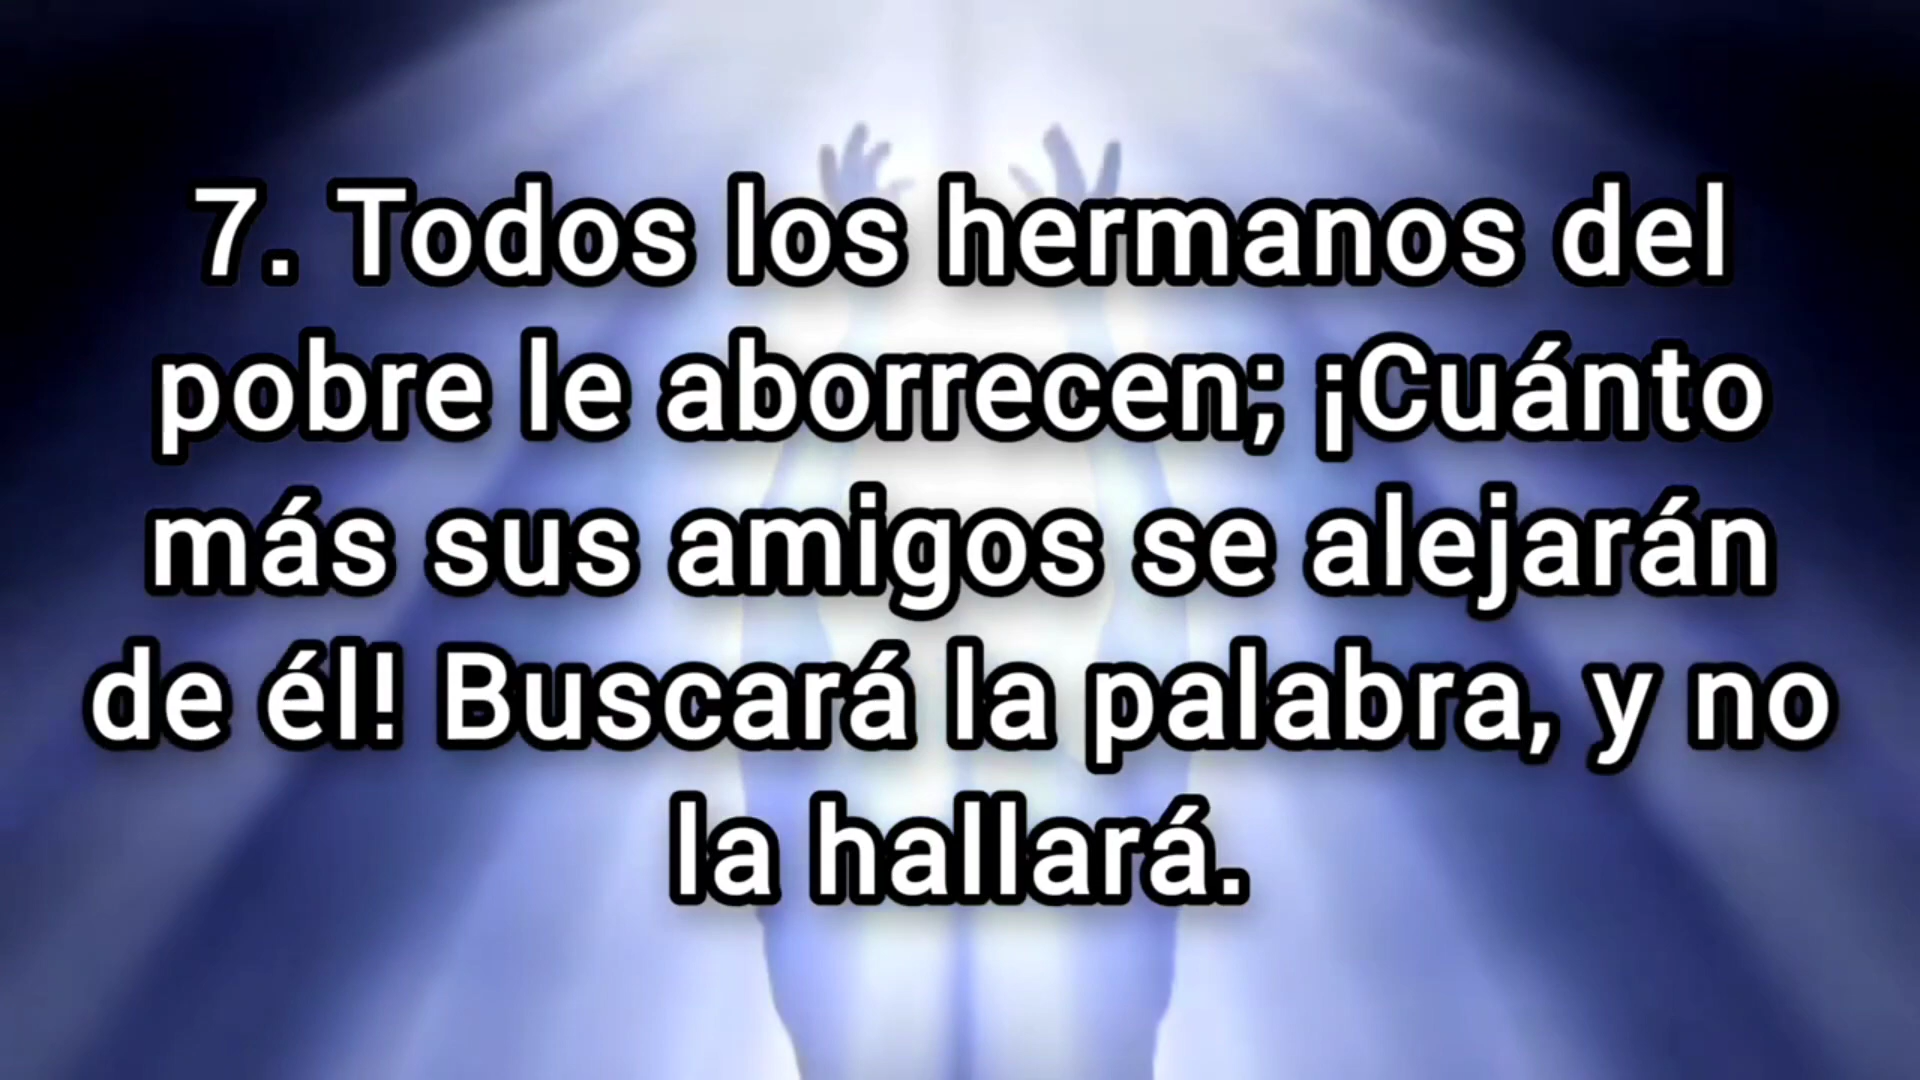 7. Todos los hermanos del
pobre le aborrecen; ¡Cuánto
más sus amigos se alejarán
de él! Buscará la palabra, y no
la hallará.